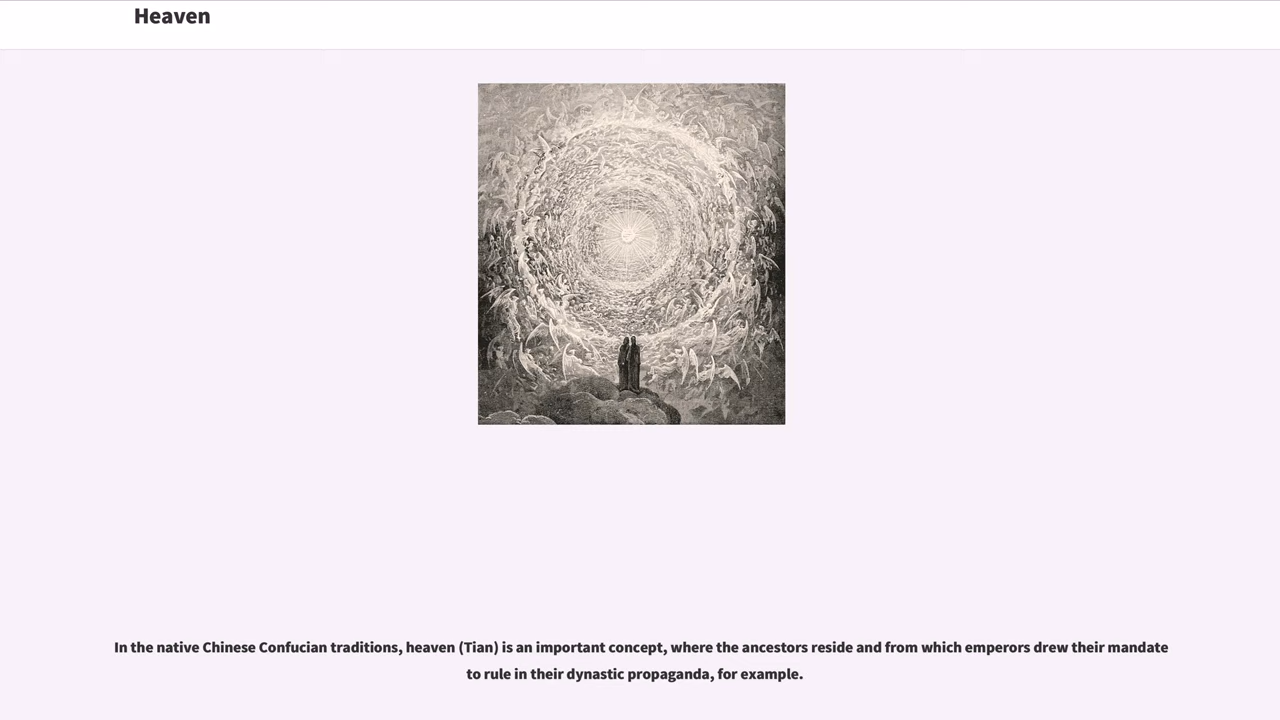 Heaven
In the native Chinese Confucian traditions, heaven (Tian) is an important concept, where the ancestors reside and from which emperors drew their mandate
to rule in their dynastic propaganda, for example.